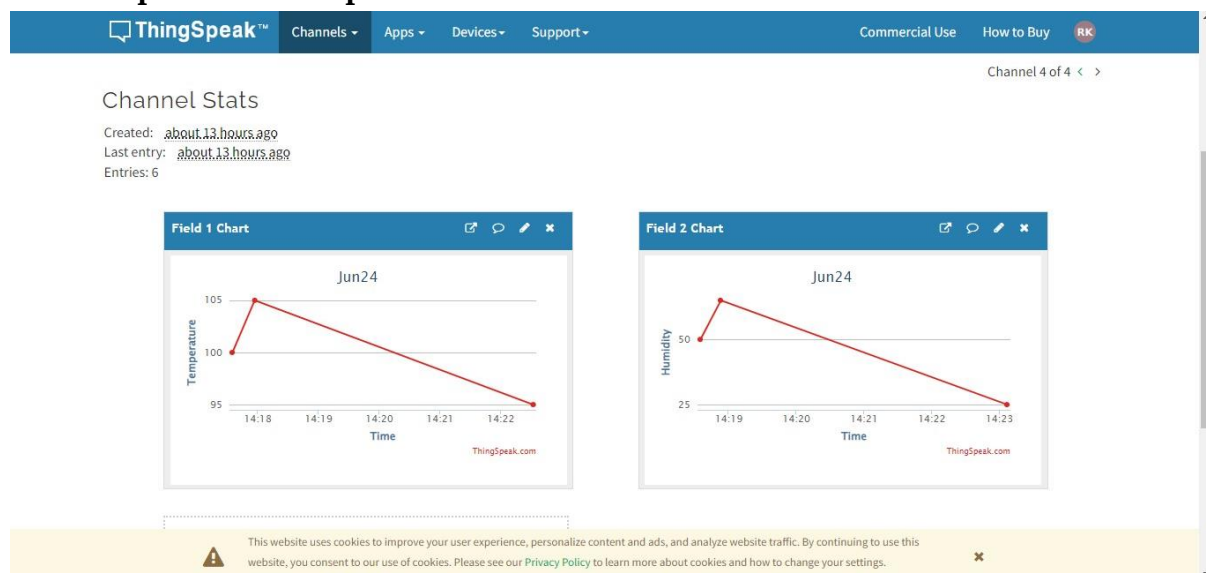 ThingSpeak™ Channels Apps Devices Support Commercial Use How to Buy RK
Channel 4 of 4 < >
Channel Stats
Created: about 13 hours ago
Last entry: about 13 hours ago
Entries: 6
Field 1 Chart
Jun24
105
100
95
Temperature
14:18 14:19 14:20 14:21 14:22
Time
ThingSpeak.com
Field 2 Chart
Jun24
50
25
Humidity
14:19 14:20 14:21 14:22 14:23
Time
ThingSpeak.com
This website uses cookies to improve your user experience, personalize content and ads, and analyze website traffic. By continuing to use this
website, you consent to our use of cookies. Please see our Privacy Policy to learn more about cookies and how to change your settings.